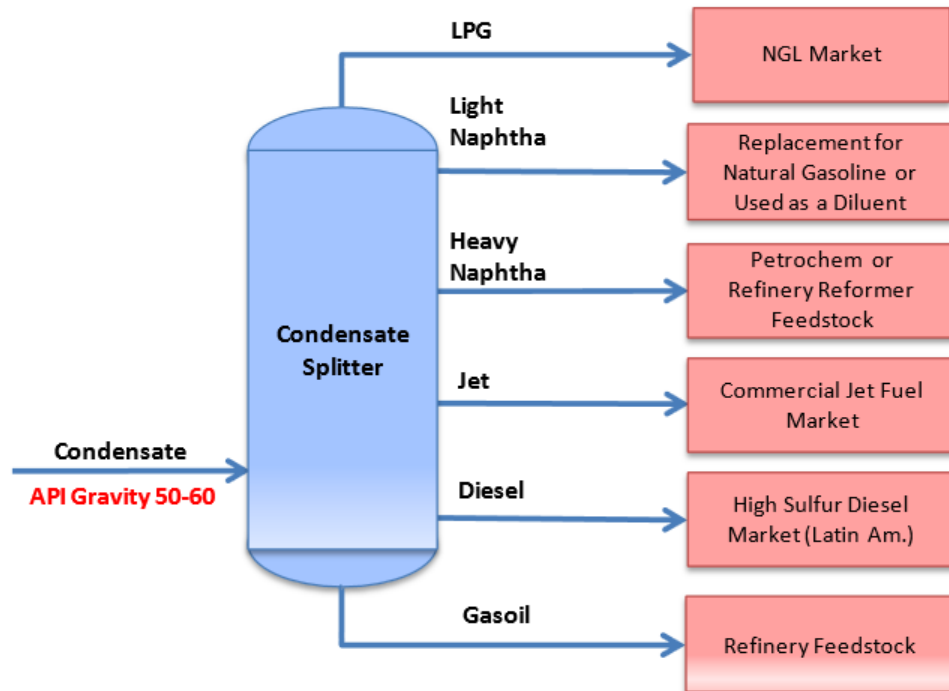 LPG
NGL Market
Light
Naphtha
Replacement for
Natural Gasoline or
Used as a Diluent
Heavy
Naphtha
Petrochem or
Refinery Reformer
Feedstock
Condensate
Splitter
Jet
Commercial Jet Fuel
Market
Condensate
API Gravity 50-60
Diesel
High Sulfur Diesel
Market (Latin Am.)
Gasoil
Refinery Feedstock